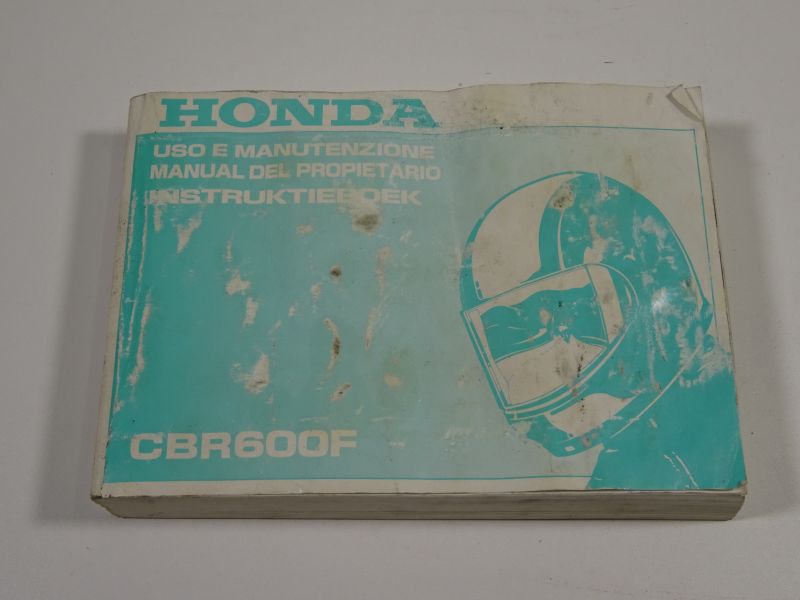 HONDA
USO E MANUTENZIONE
MANUAL DEL PROPIETARIO
INSTRUKTIEBOEK
CBR600F